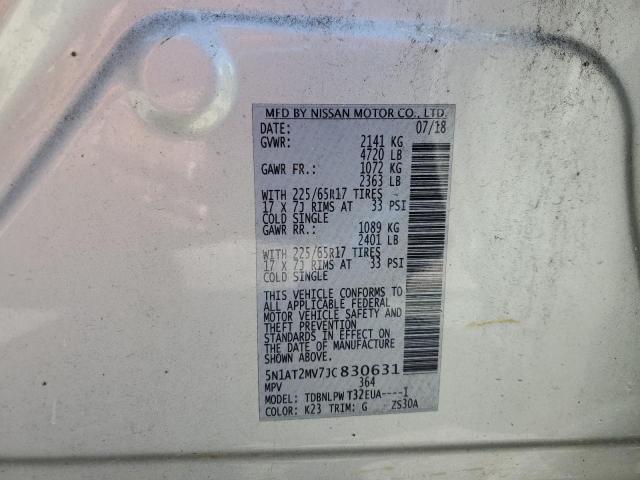 MFD BY NISSAN MOTOR CO., LTD.
DATE: 07/18
GVWR: 2141 KG
4720 LB
GAWR FR.: 1072 KG
2363 LB
WITH 225/65R17 TIRES
17 X 7J RIMS AT 33 PSI
COLD SINGLE
GAWR RR.: 1089 KG
2401 LB
WITH 225/65R17 TIRES
17 X 7J RIMS AT 33 PSI
COLD SINGLE
THIS VEHICLE CONFORMS TO
ALL APPLICABLE FEDERAL
MOTOR VEHICLE SAFETY AND
THEFT PREVENTION
STANDARDS IN EFFECT ON
THE DATE OF MANUFACTURE
SHOWN ABOVE.
5N1AT2MV7JC830631
MPV 364
MODEL: TDBNLPW T32EUA----I
COLOR: K23 TRIM: G ZS30A